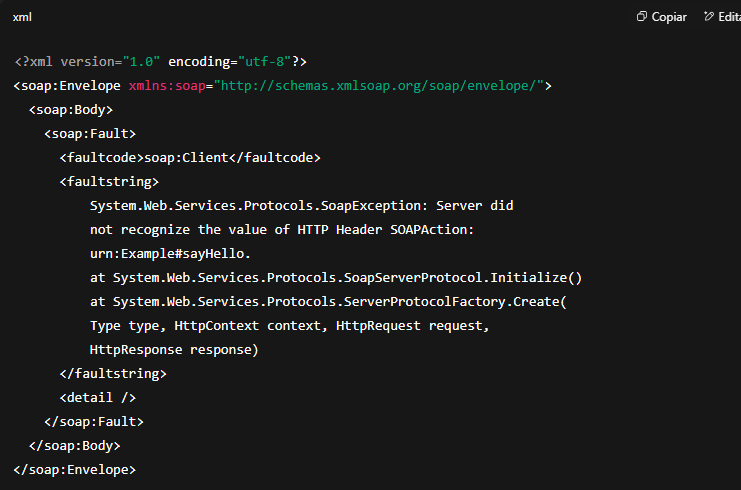 xml
Copiar
Edita
<?xml version="1.0" encoding="utf-8"?>
<soap:Envelope xmlns:soap="http://schemas.xmlsoap.org/soap/envelope/">
<soap:Body>
<soap:Fault>
<faultcode>soap:Client</faultcode>
<faultstring>
System.Web.Services.Protocols.SoapException: Server did
not recognize the value of HTTP Header SOAPAction:
urn:Example#sayHello.
at System.Web.Services.Protocols.SoapServerProtocol.Initialize()
at System.Web.Services.Protocols.ServerProtocolFactory.Create(
Type type, HttpContext context, HttpRequest request,
HttpResponse response)
</faultstring>
<detail />
</soap:Fault>
</soap:Body>
</soap:Envelope>